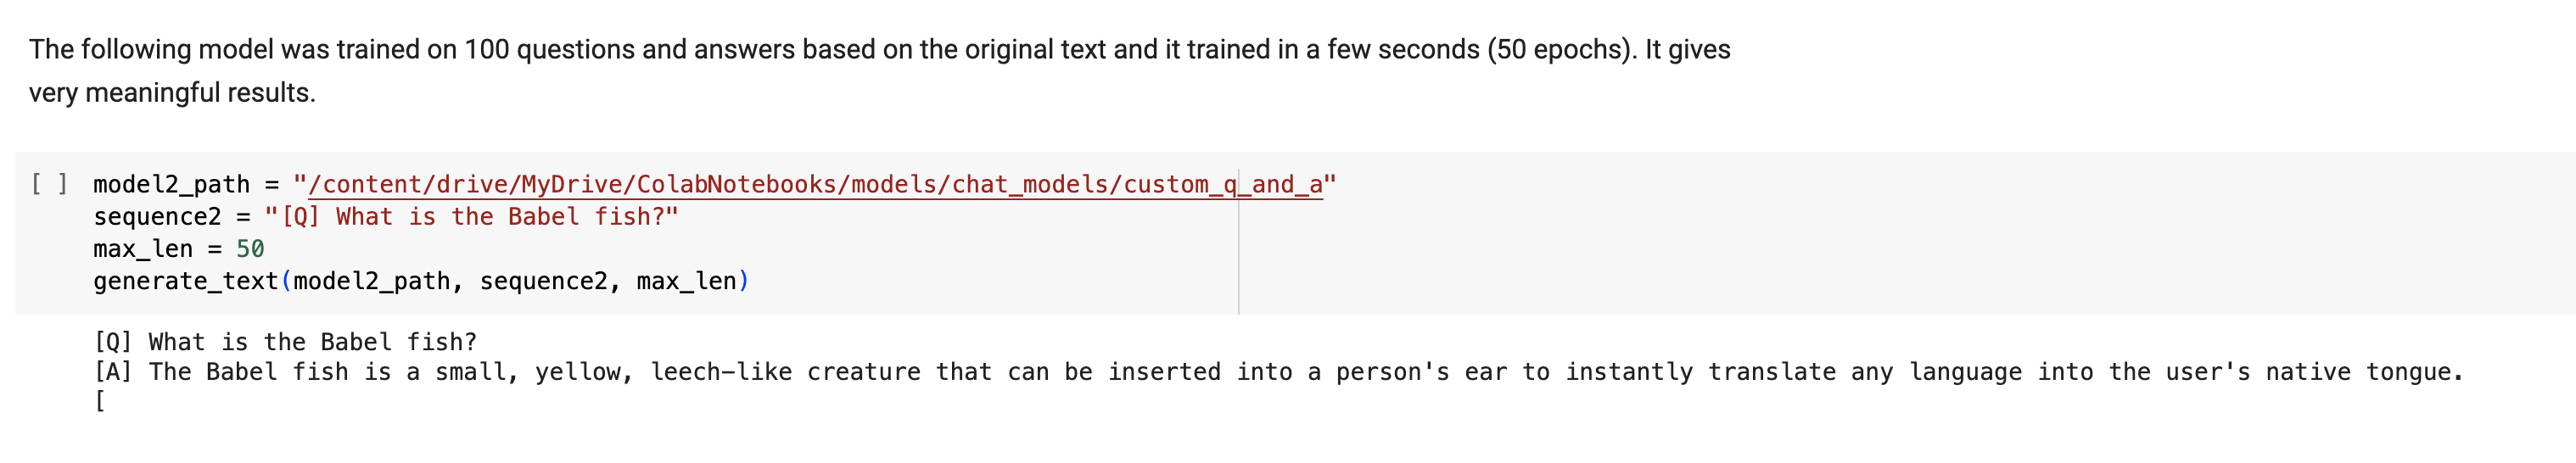 The following model was trained on 100 questions and answers based on the original text and it trained in a few seconds (50 epochs). It gives
very meaningful results.
[ ] model2_path = "/content/drive/MyDrive/ColabNotebooks/models/chat_models/custom_q_and_a"
sequence2 = "[Q] What is the Babel fish?"
max_len = 50
generate_text(model2_path, sequence2, max_len)
[Q] What is the Babel fish?
[A] The Babel fish is a small, yellow, leech-like creature that can be inserted into a person's ear to instantly translate any language into the user's native tongue.
[